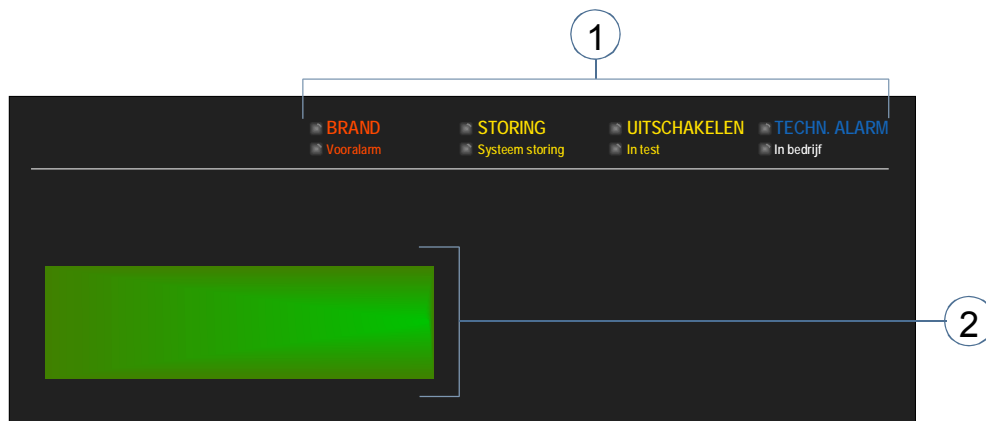 1
BRAND STORING UITSCHAKELEN TECHN. ALARM
Vooralarm Systeem storing In test In bedrijf
2